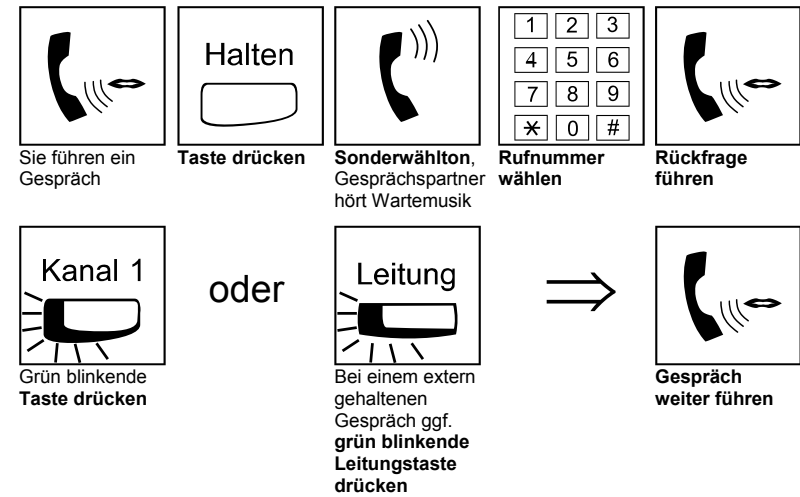 Halten
1 2 3
4 5 6
7 8 9
* 0 #
Sie führen ein
Gespräch
Taste drücken
Sonderwählton,
Gesprächspartner
hört Wartemusik
Rufnummer
wählen
Rückfrage
führen
Kanal 1
oder
Leitung
Grün blinkende
Taste drücken
Bei einem extern
gehaltenen
Gespräch ggf.
grün blinkende
Leitungstaste
drücken
Gespräch
weiter führen